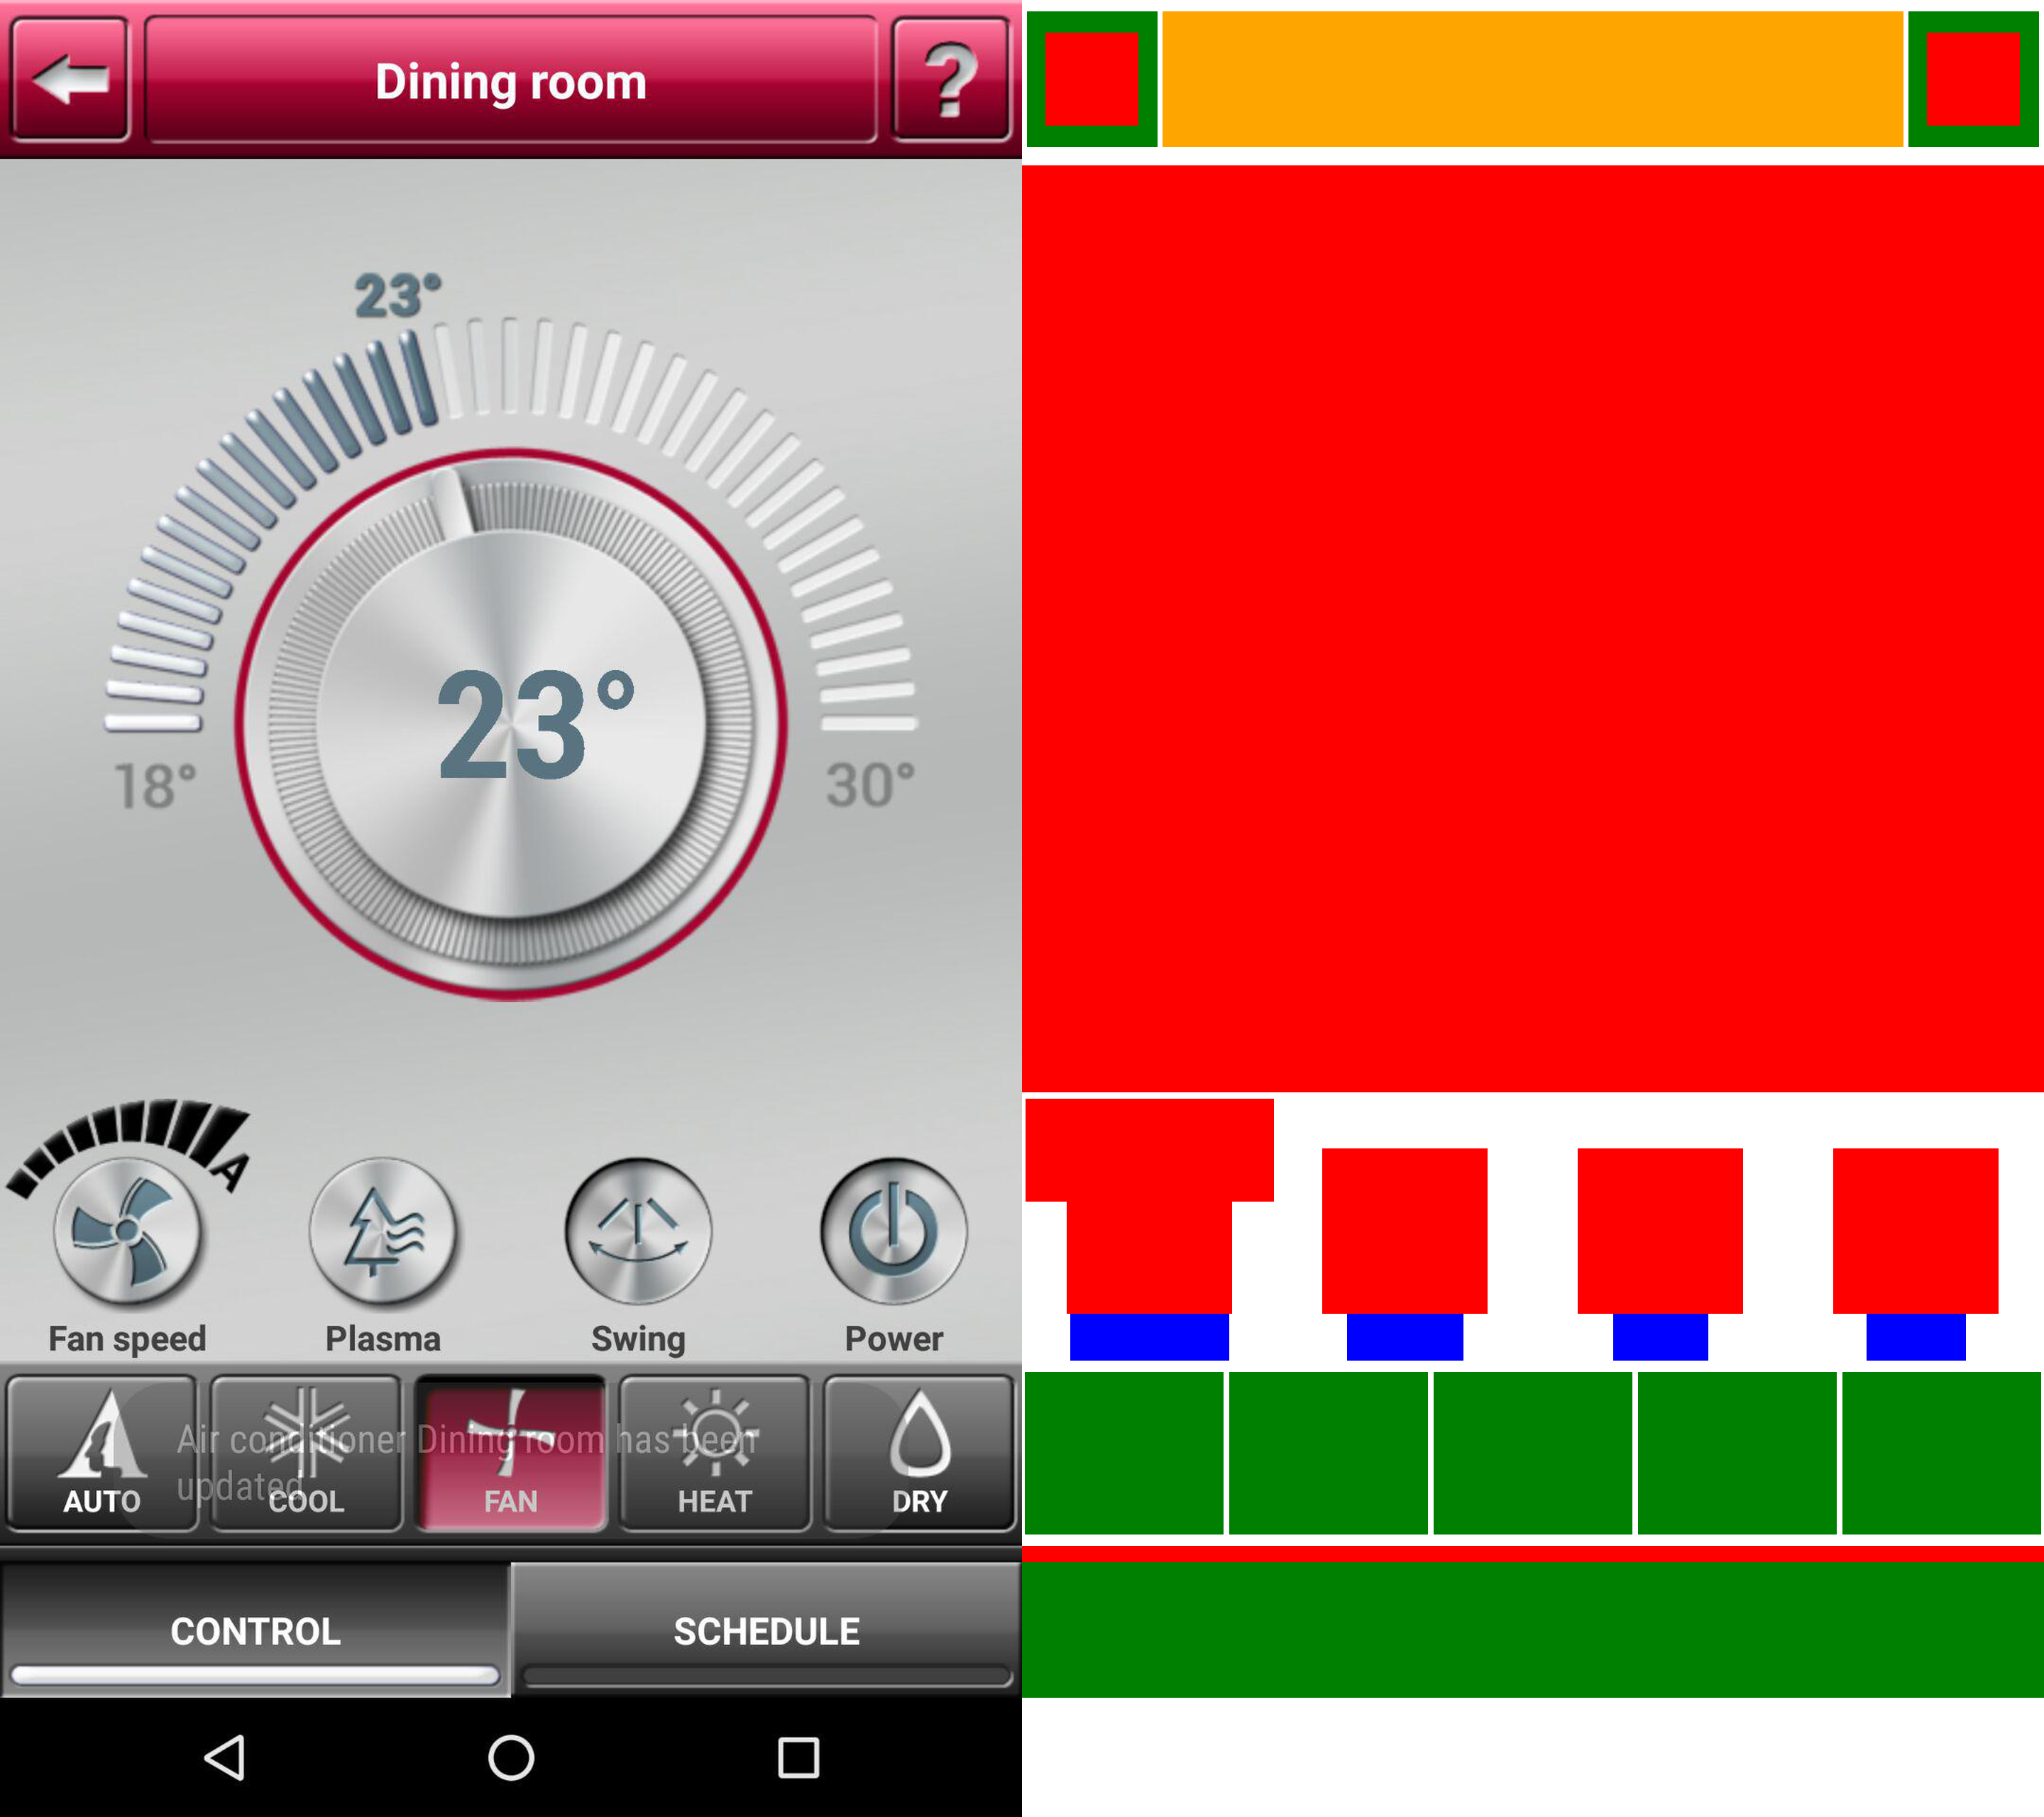 Dining room
?
23°
23°
18°
30°
A
Fan speed
Plasma
Swing
Power
Air conditioner Dining room has been
updated
AUTO
COOL
FAN
HEAT
DRY
CONTROL
SCHEDULE